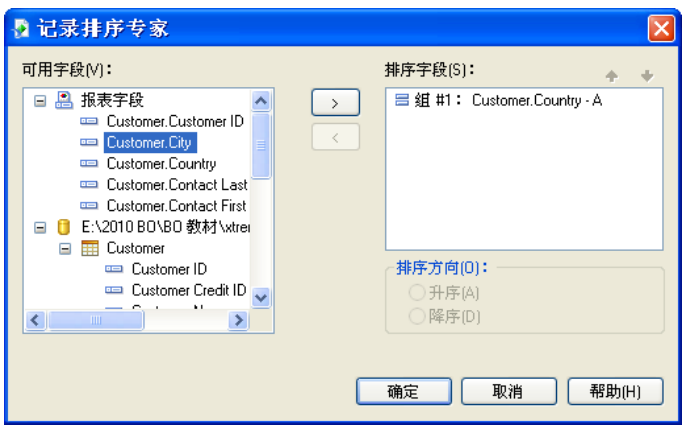 记录排序专家
可用字段(V):
报表字段
Customer.Customer ID
Customer.City
Customer.Country
Customer.Contact Last
Customer.Contact First
E:\2010 BO\BO 教材\xtrei
Customer
Customer ID
Customer Credit ID
>
<
排序字段(S):
组 #1: Customer.Country - A
排序方向(O):
升序(A)
降序(D)
确定
取消
帮助(H)